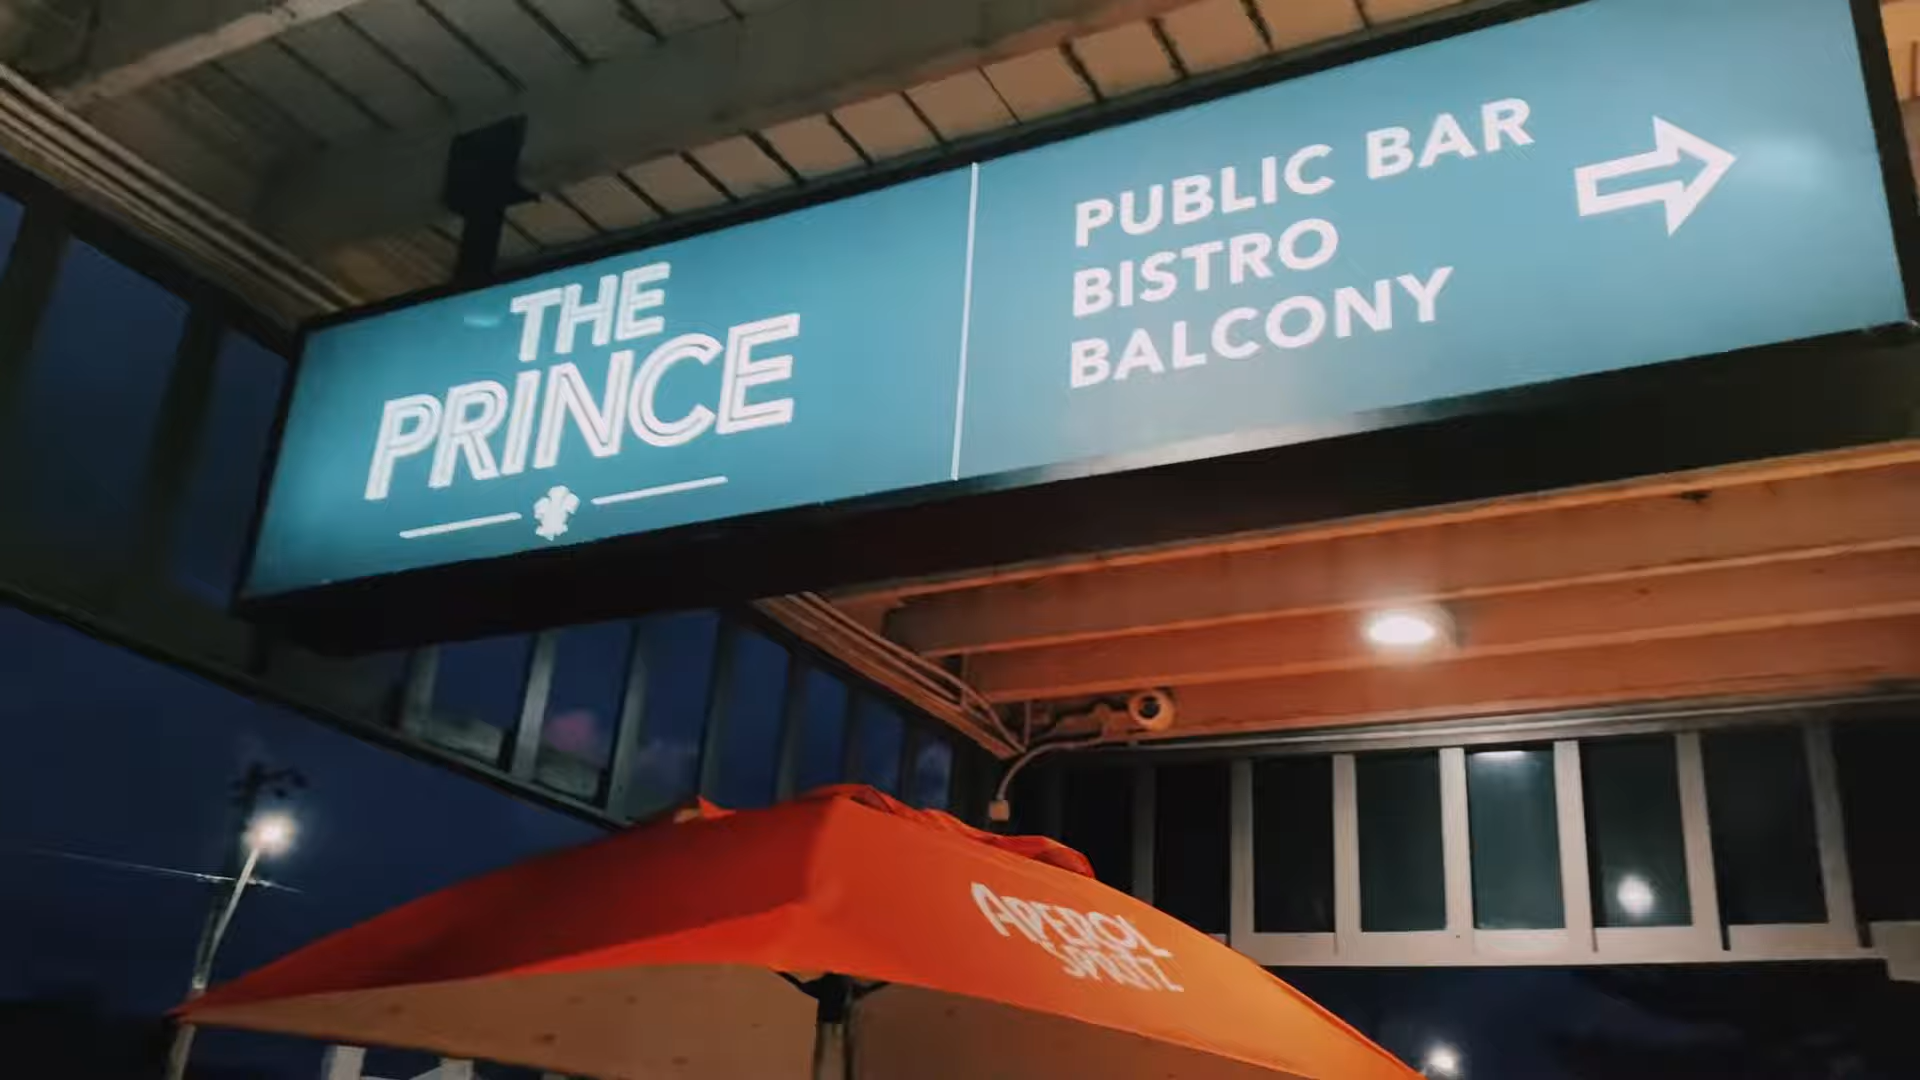 THE
PRINCE
PUBLIC BAR
BISTRO
BALCONY
APEROL
SPRITZ